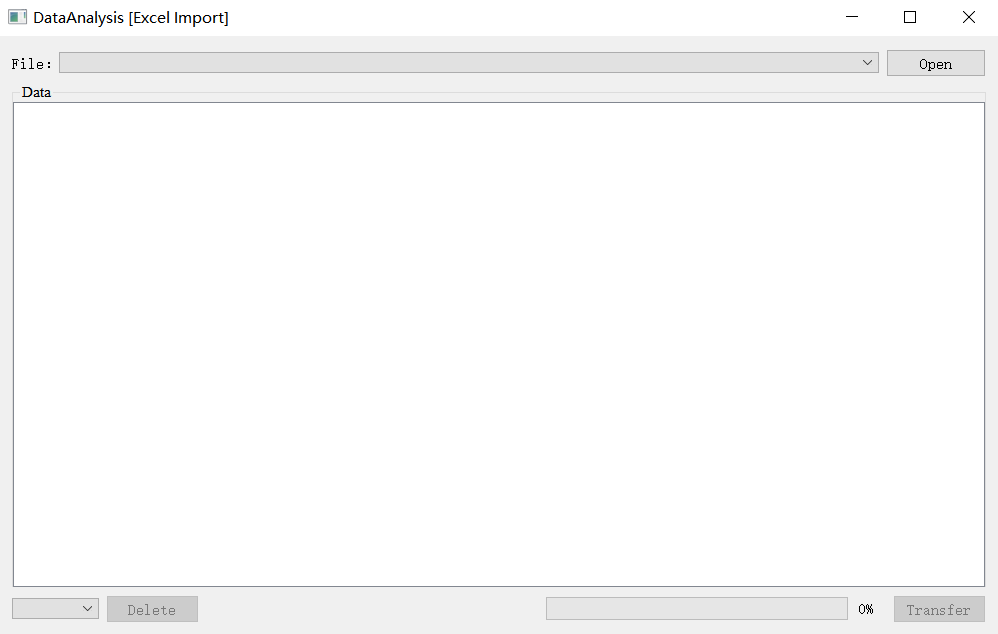 DataAnalysis [Excel Import]
File: Open
Data
Delete 0% Transfer